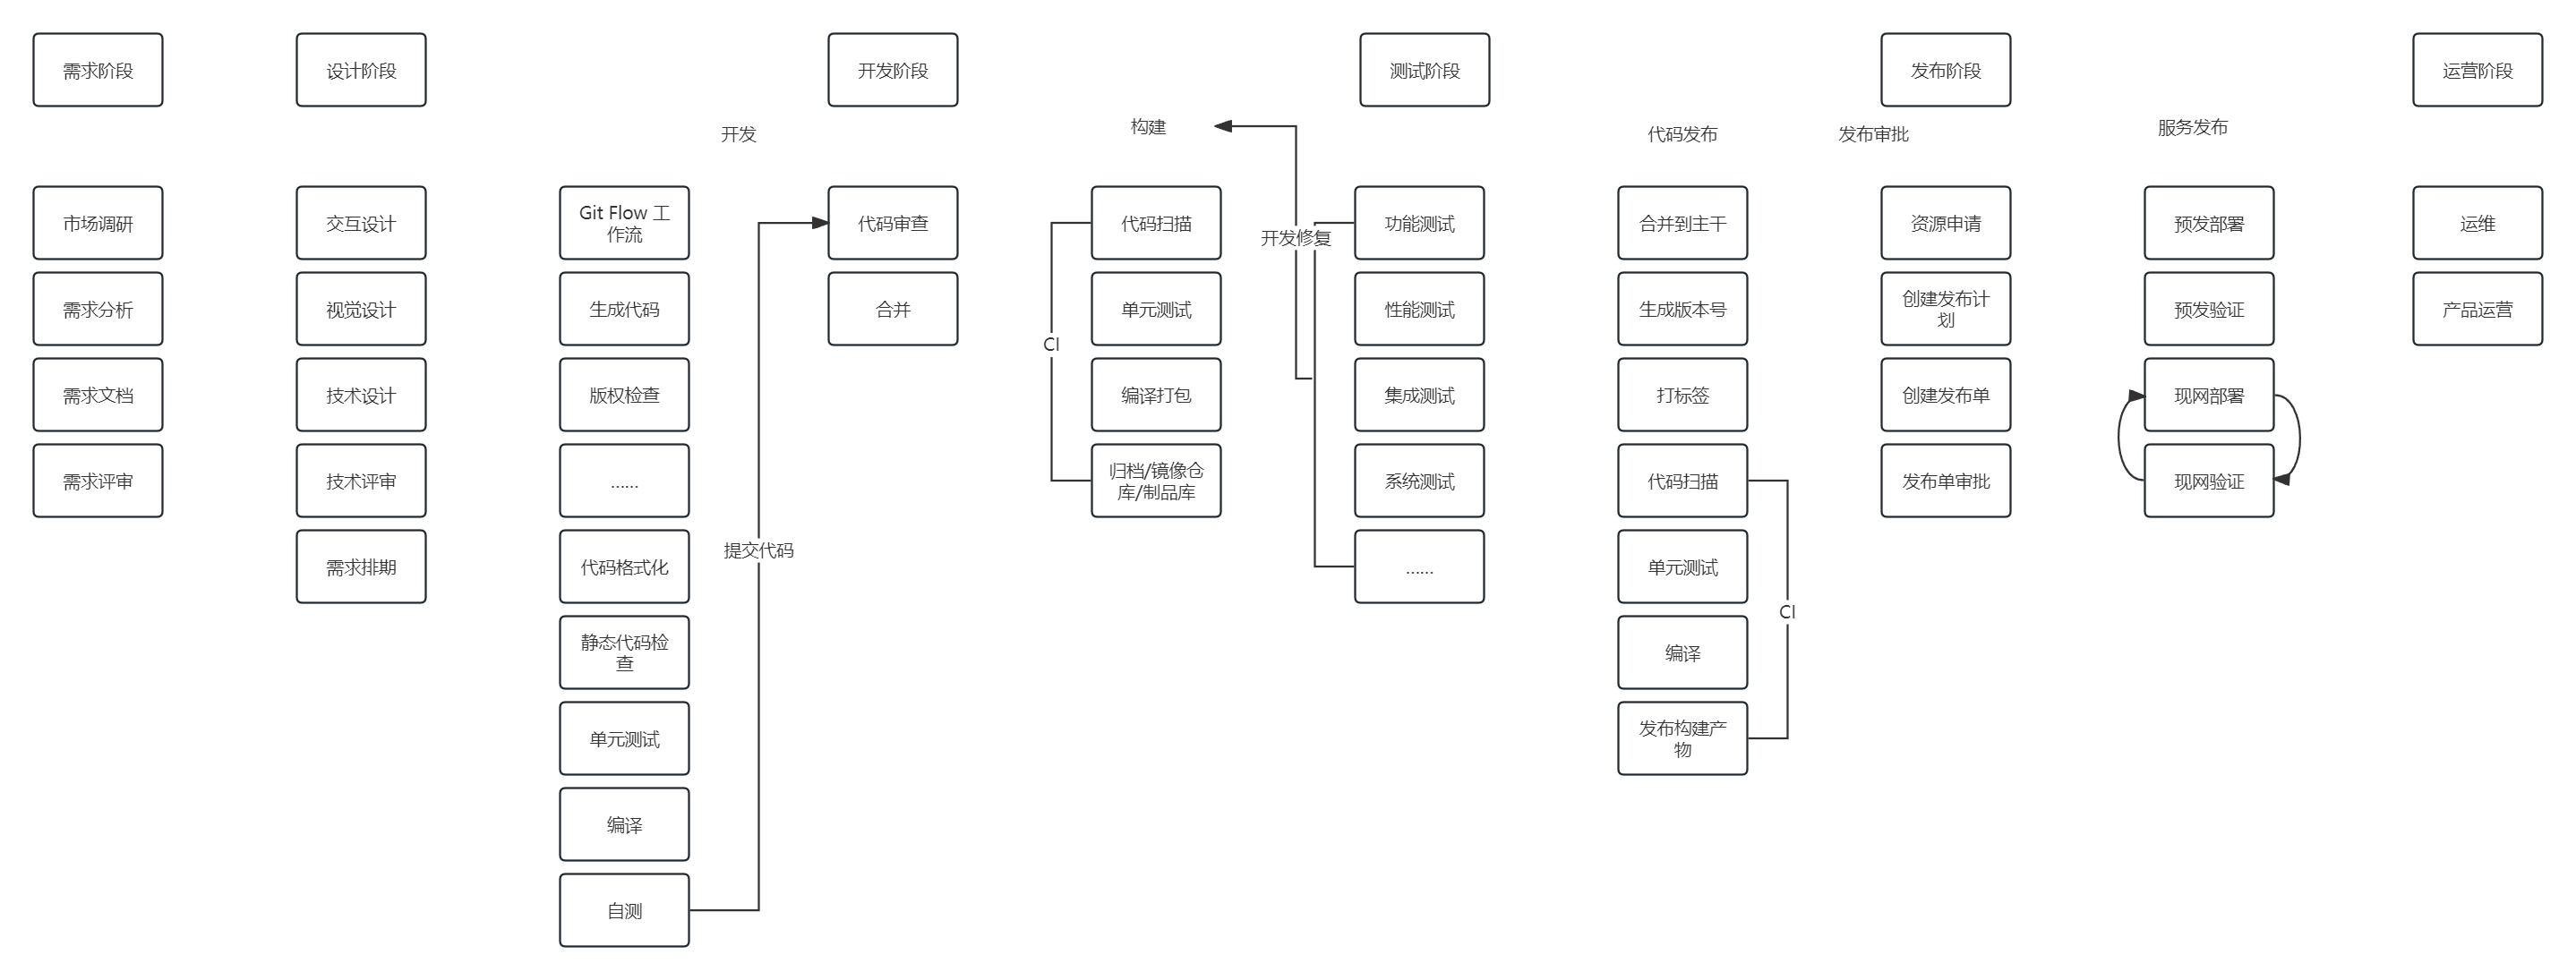 需求阶段
设计阶段
开发阶段
测试阶段
发布阶段
运营阶段
开发
构建
代码发布
发布审批
服务发布
市场调研
需求分析
需求文档
需求评审
交互设计
视觉设计
技术设计
技术评审
需求排期
Git Flow 工
作流
生成代码
版权检查
......
代码格式化
静态代码检
查
单元测试
编译
自测
提交代码
代码审查
合并
CI
代码扫描
单元测试
编译打包
归档/镜像仓
库/制品库
开发修复
功能测试
性能测试
集成测试
系统测试
......
合并到主干
生成版本号
打标签
代码扫描
单元测试
编译
发布构建产
物
CI
资源申请
创建发布计
划
创建发布单
发布单审批
预发部署
预发验证
现网部署
现网验证
运维
产品运营